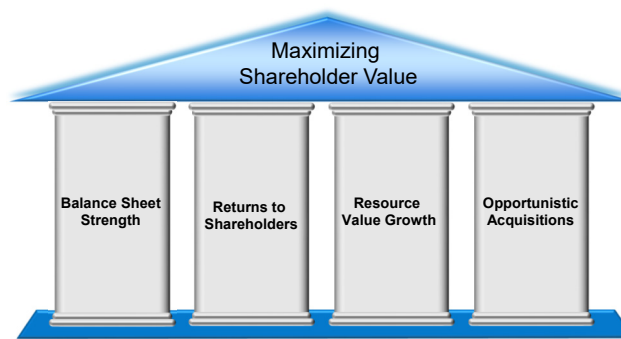 Maximizing
Shareholder Value
Balance Sheet
Strength
Returns to
Shareholders
Resource
Value Growth
Opportunistic
Acquisitions